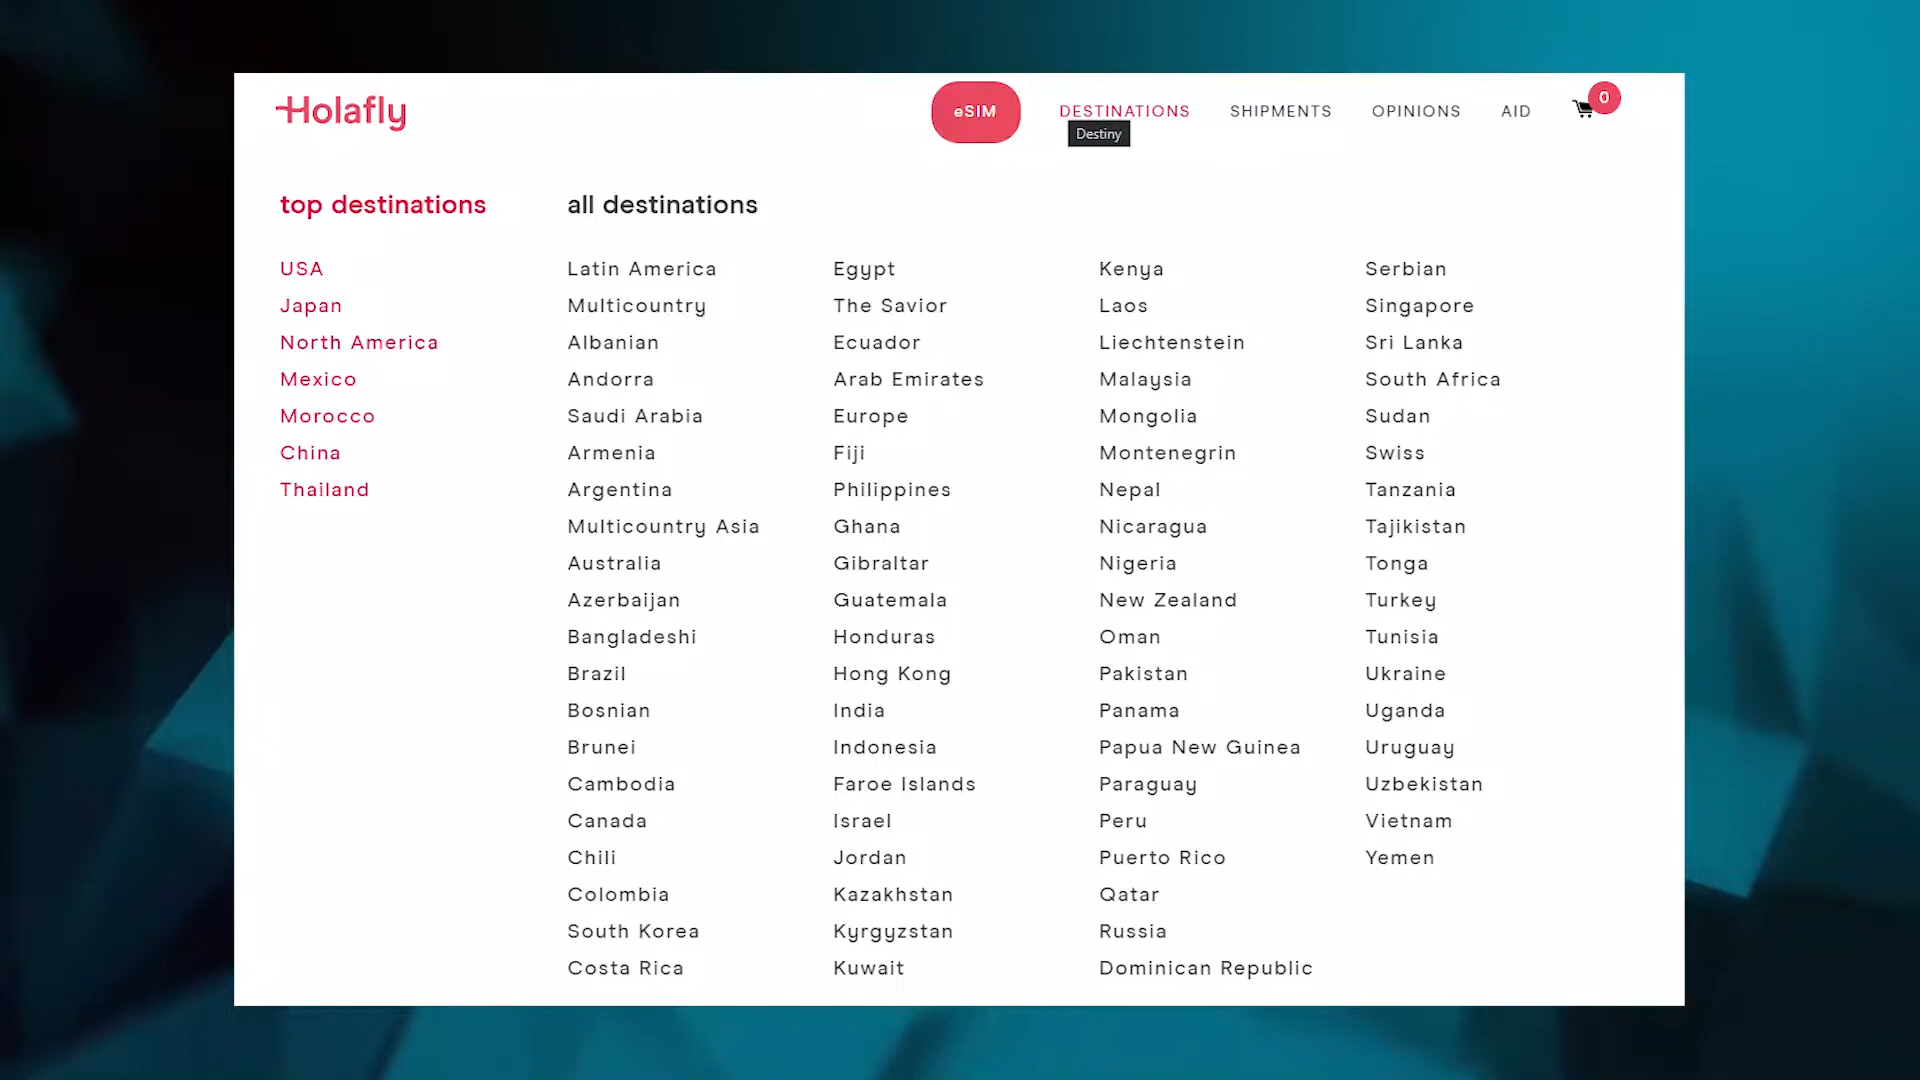 Holafly
eSIM
DESTINATIONS
SHIPMENTS
OPINIONS
AID
0
Destiny
top destinations
USA
Japan
North America
Mexico
Morocco
China
Thailand
all destinations
Latin America
Multicountry
Albanian
Andorra
Saudi Arabia
Armenia
Argentina
Multicountry Asia
Australia
Azerbaijan
Bangladeshi
Brazil
Bosnian
Brunei
Cambodia
Canada
Chili
Colombia
South Korea
Costa Rica
Egypt
The Savior
Ecuador
Arab Emirates
Europe
Fiji
Philippines
Ghana
Gibraltar
Guatemala
Honduras
Hong Kong
India
Indonesia
Faroe Islands
Israel
Jordan
Kazakhstan
Kyrgyzstan
Kuwait
Kenya
Laos
Liechtenstein
Malaysia
Mongolia
Montenegrin
Nepal
Nicaragua
Nigeria
New Zealand
Oman
Pakistan
Panama
Papua New Guinea
Paraguay
Peru
Puerto Rico
Qatar
Russia
Dominican Republic
Serbian
Singapore
Sri Lanka
South Africa
Sudan
Swiss
Tanzania
Tajikistan
Tonga
Turkey
Tunisia
Ukraine
Uganda
Uruguay
Uzbekistan
Vietnam
Yemen